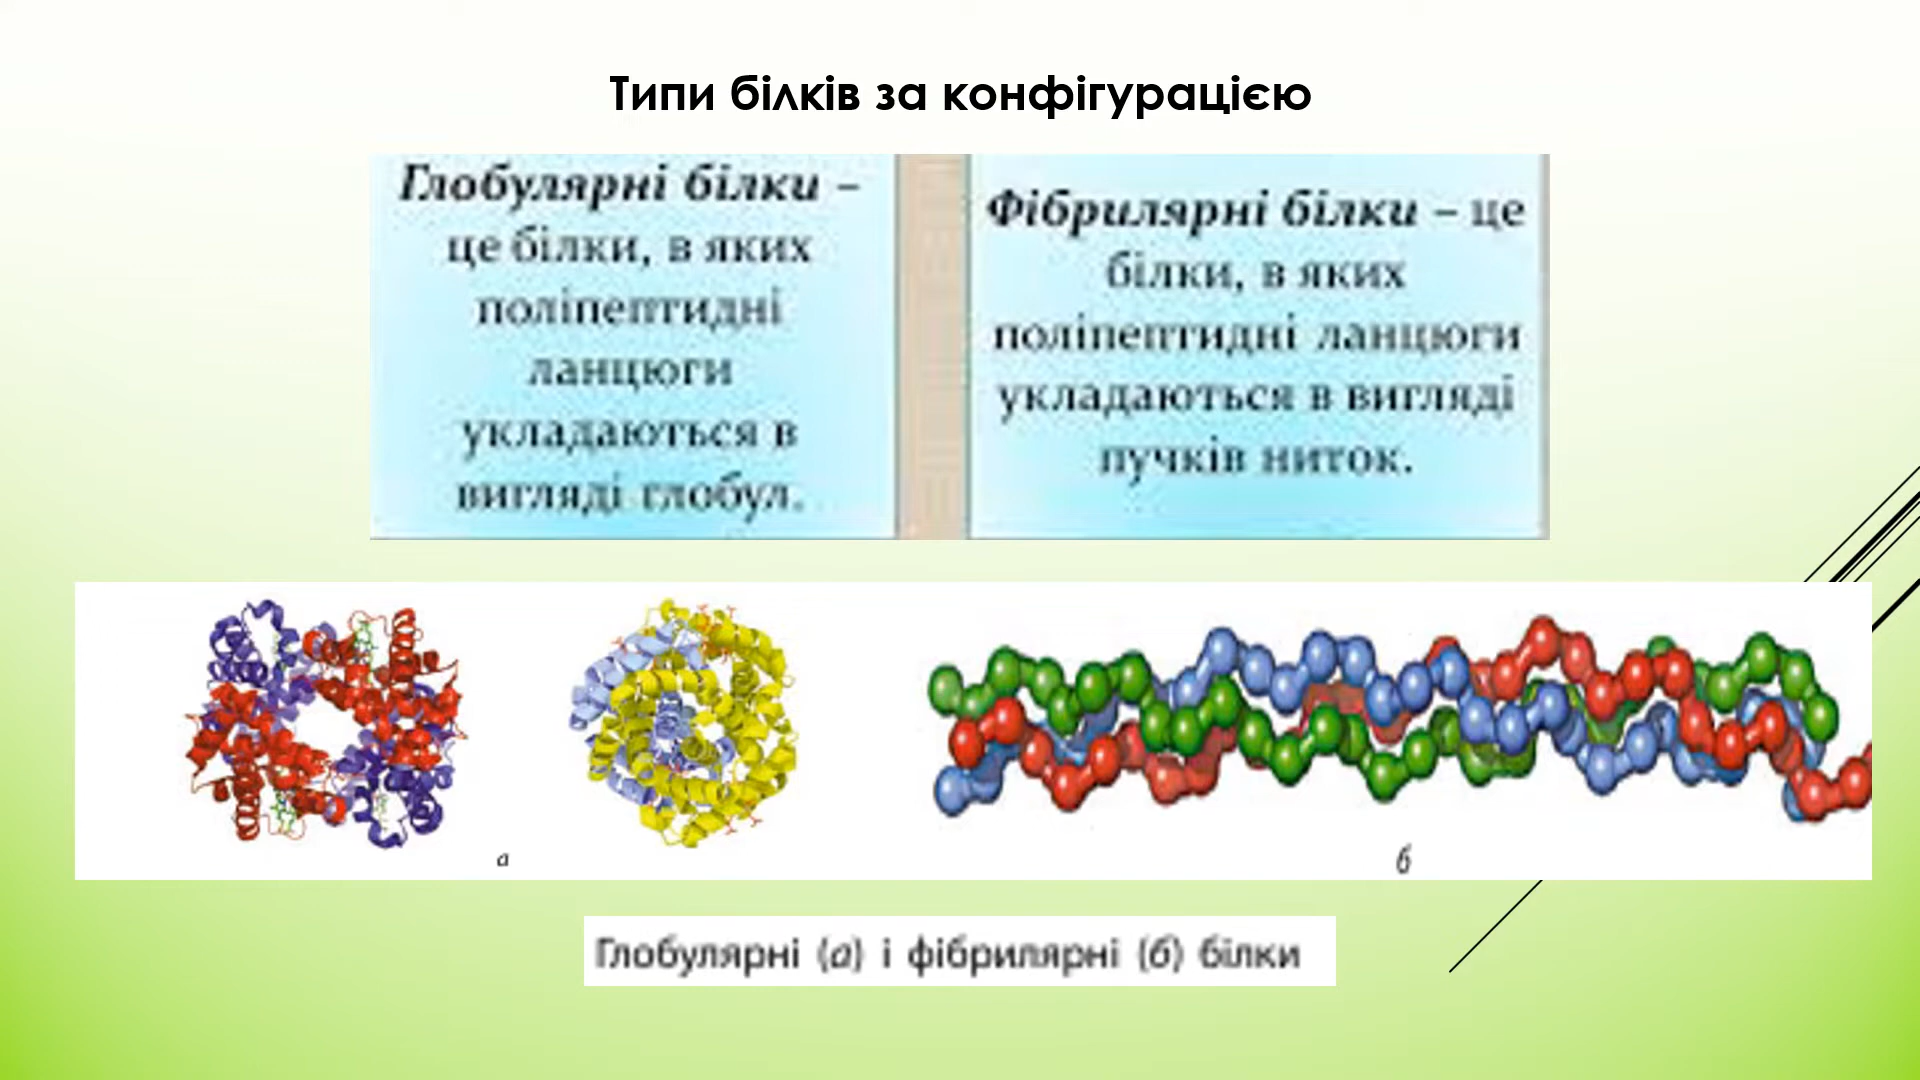 Типи білків за конфігурацією
Глобулярні білки –
це білки, в яких
поліпептидні
ланцюги
укладаються в
вигляді глобул.
Фібрилярні білки – це
білки, в яких
поліпептидні ланцюги
укладаються в вигляді
пучків ниток.
а
б
Глобулярні (а) і фібрилярні (б) білки